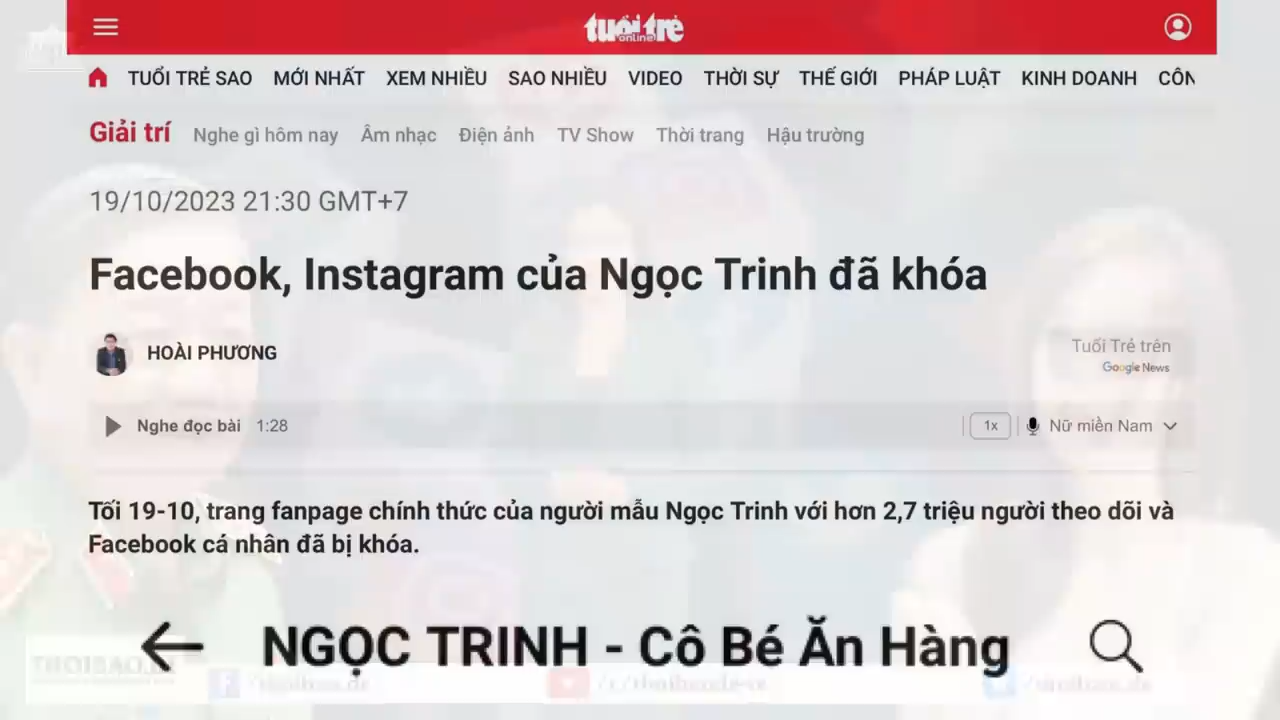 tuổi trẻ
online
TUỔI TRẺ SAO MỚI NHẤT XEM NHIỀU SAO NHIỀU VIDEO THỜI SỰ THẾ GIỚI PHÁP LUẬT KINH DOANH CÔN
Giải trí Nghe gì hôm nay Âm nhạc Điện ảnh TV Show Thời trang Hậu trường
19/10/2023 21:30 GMT+7
Facebook, Instagram của Ngọc Trinh đã khóa
HOÀI PHƯƠNG
Tuổi Trẻ trên
Google News
Nghe đọc bài 1:28 1x Nữ miền Nam
Tối 19-10, trang fanpage chính thức của người mẫu Ngọc Trinh với hơn 2,7 triệu người theo dõi và
Facebook cá nhân đã bị khóa.
NGỌC TRINH - Cô Bé Ăn Hàng
THOIBAO.DE